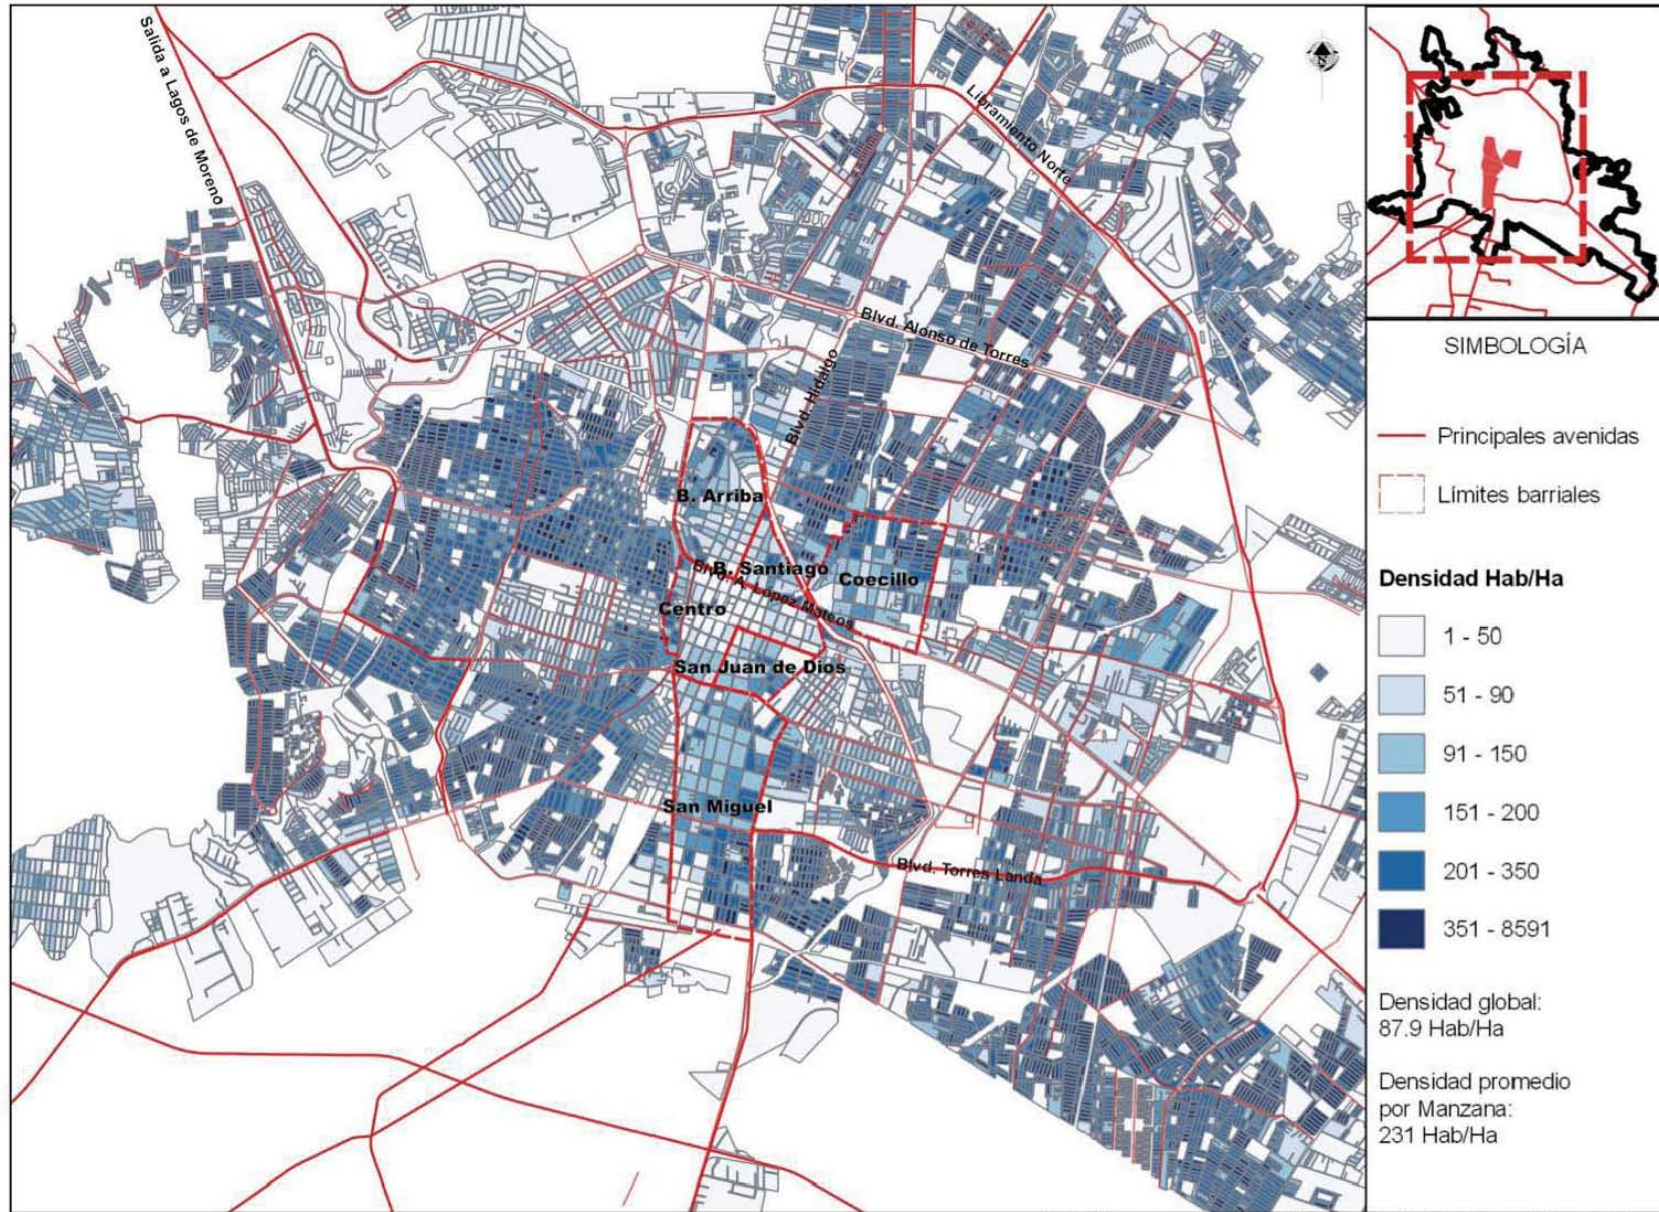 Salida a Lagos de Moreno
Libramiento Norte
Blvd. Alonso de Torres
Blvd. Hidalgo
B. Arriba
B. Santiago
Coecillo
Blvd. A. López Mateos
Centro
San Juan de Dios
San Miguel
Blvd. Torres Landa
N
SIMBOLOGÍA
Principales avenidas
Límites barriales
Densidad Hab/Ha
1 - 50
51 - 90
91 - 150
151 - 200
201 - 350
351 - 8591
Densidad global:
87.9 Hab/Ha
Densidad promedio
por Manzana:
231 Hab/Ha